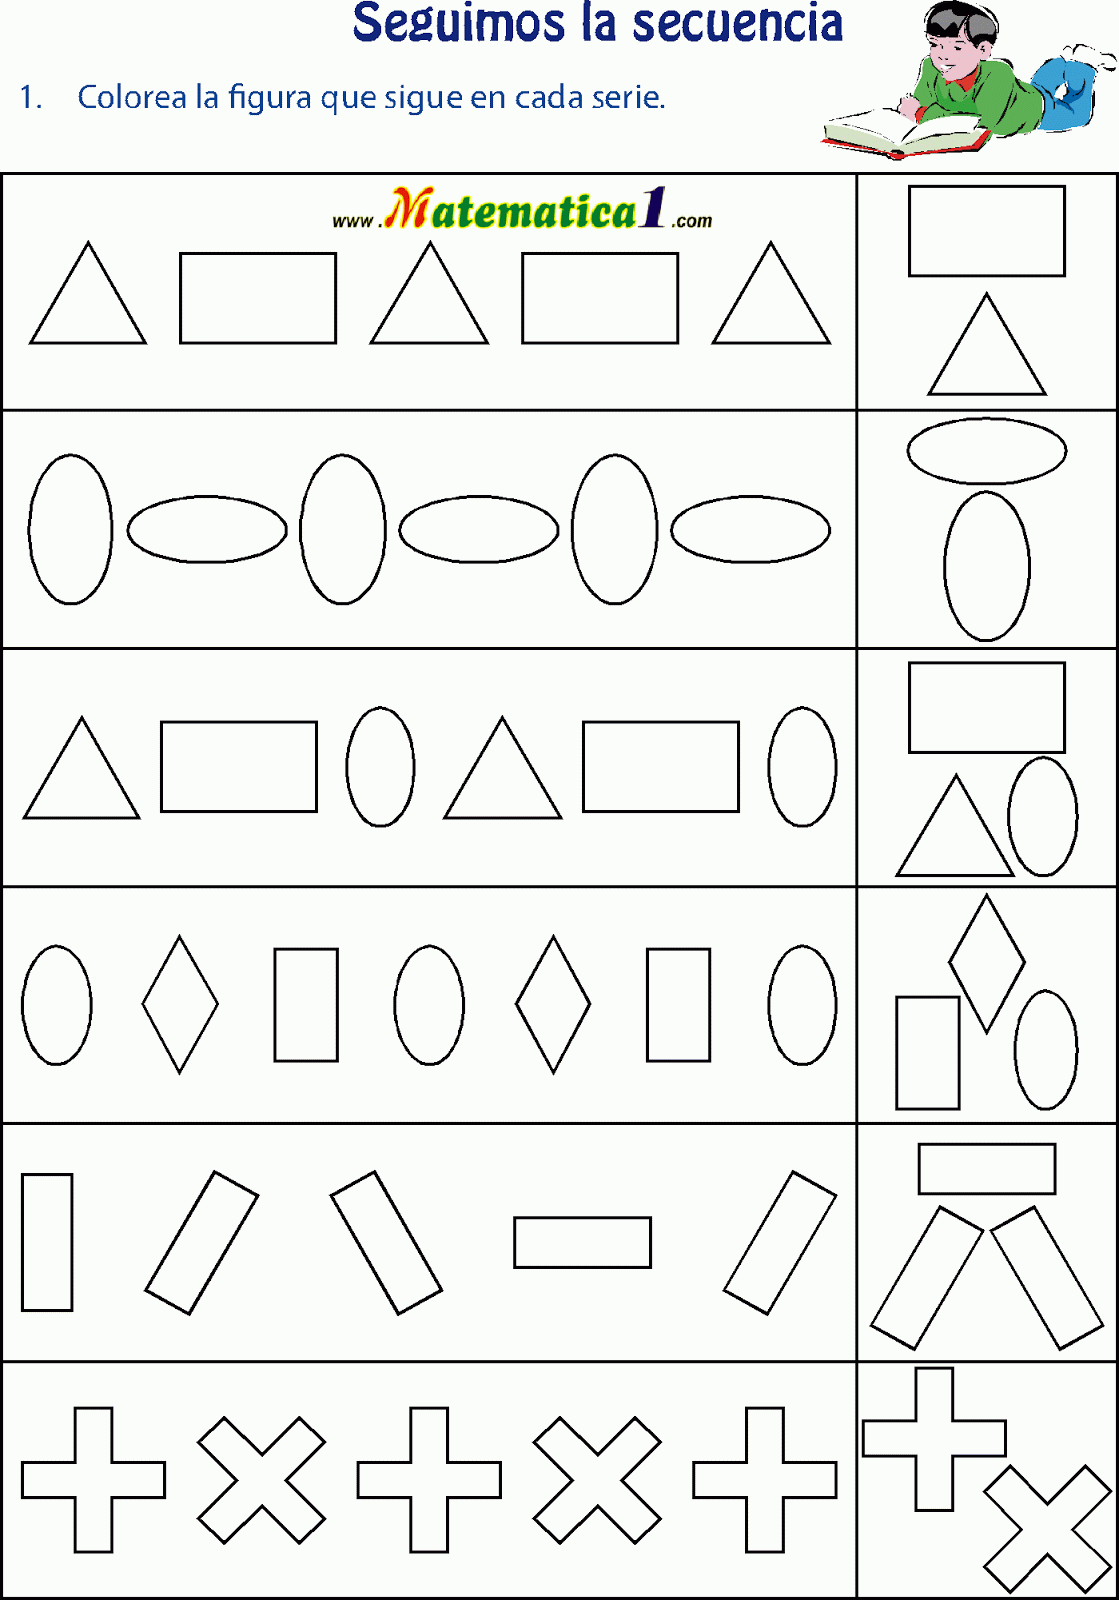 Seguimos la secuencia
1. Colorea la figura que sigue en cada serie.
www.Matematica1.com